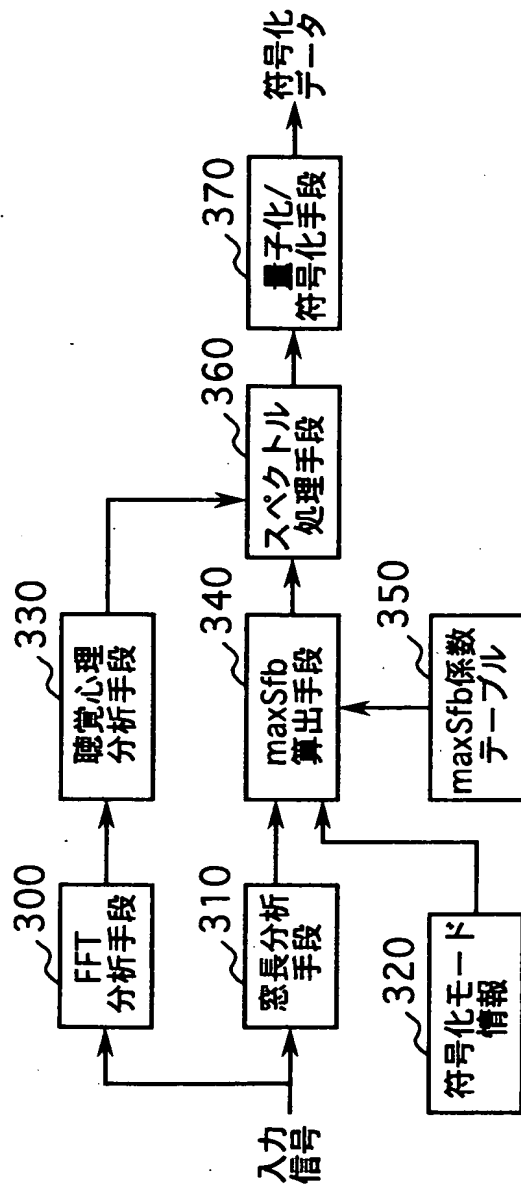 入力
信号
300
FFT
分析手段
310
窓長分析
手段
320
符号化モード
情報
330
聴覚心理
分析手段
340
maxSfb
算出手段
350
maxSfb係数
テーブル
360
スペクトル
処理手段
370
量子化/
符号化手段
符号化
データ